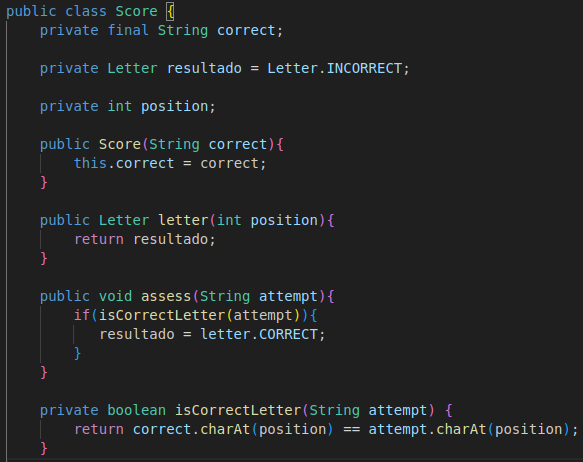 public class Score {
    private final String correct;
    private Letter resultado = Letter.INCORRECT;
    private int position;
    public Score(String correct){
        this.correct = correct;
    }
    public Letter letter(int position){
        return resultado;
    }
    public void assess(String attempt){
        if(isCorrectLetter(attempt)){
           resultado = letter.CORRECT;
        }
    }
    private boolean isCorrectLetter(String attempt) {
        return correct.charAt(position) == attempt.charAt(position);
    }